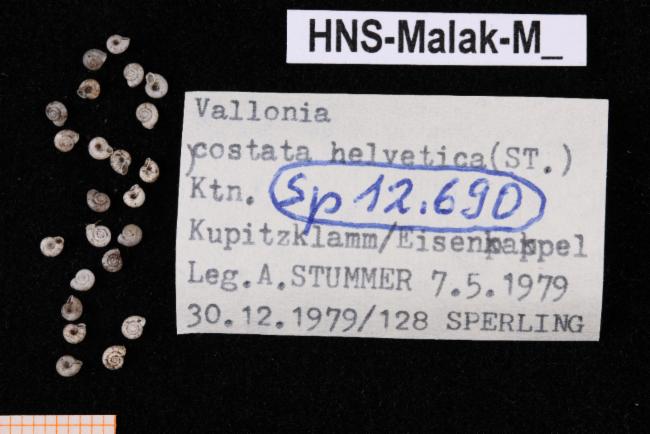 HNS-Malak-M_
Vallonia
costata helvetica(ST.)
Ktn. Sp 12.690
Kupitzklamm/Eisenkappel
Leg.A.STUMMER 7.5.1979
30.12.1979/128 SPERLING